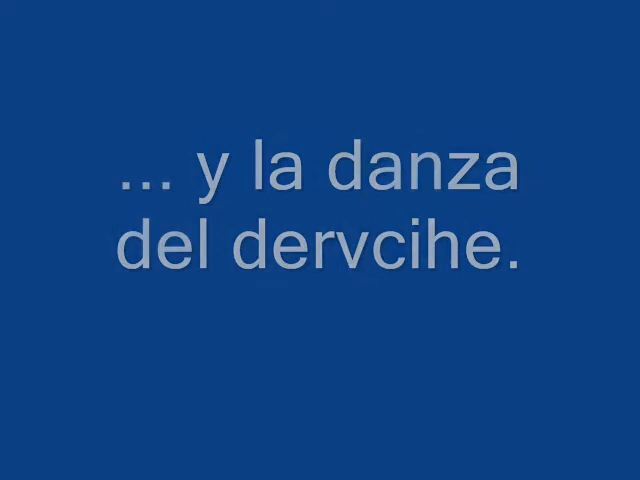 ... y la danza
del dervcihe.